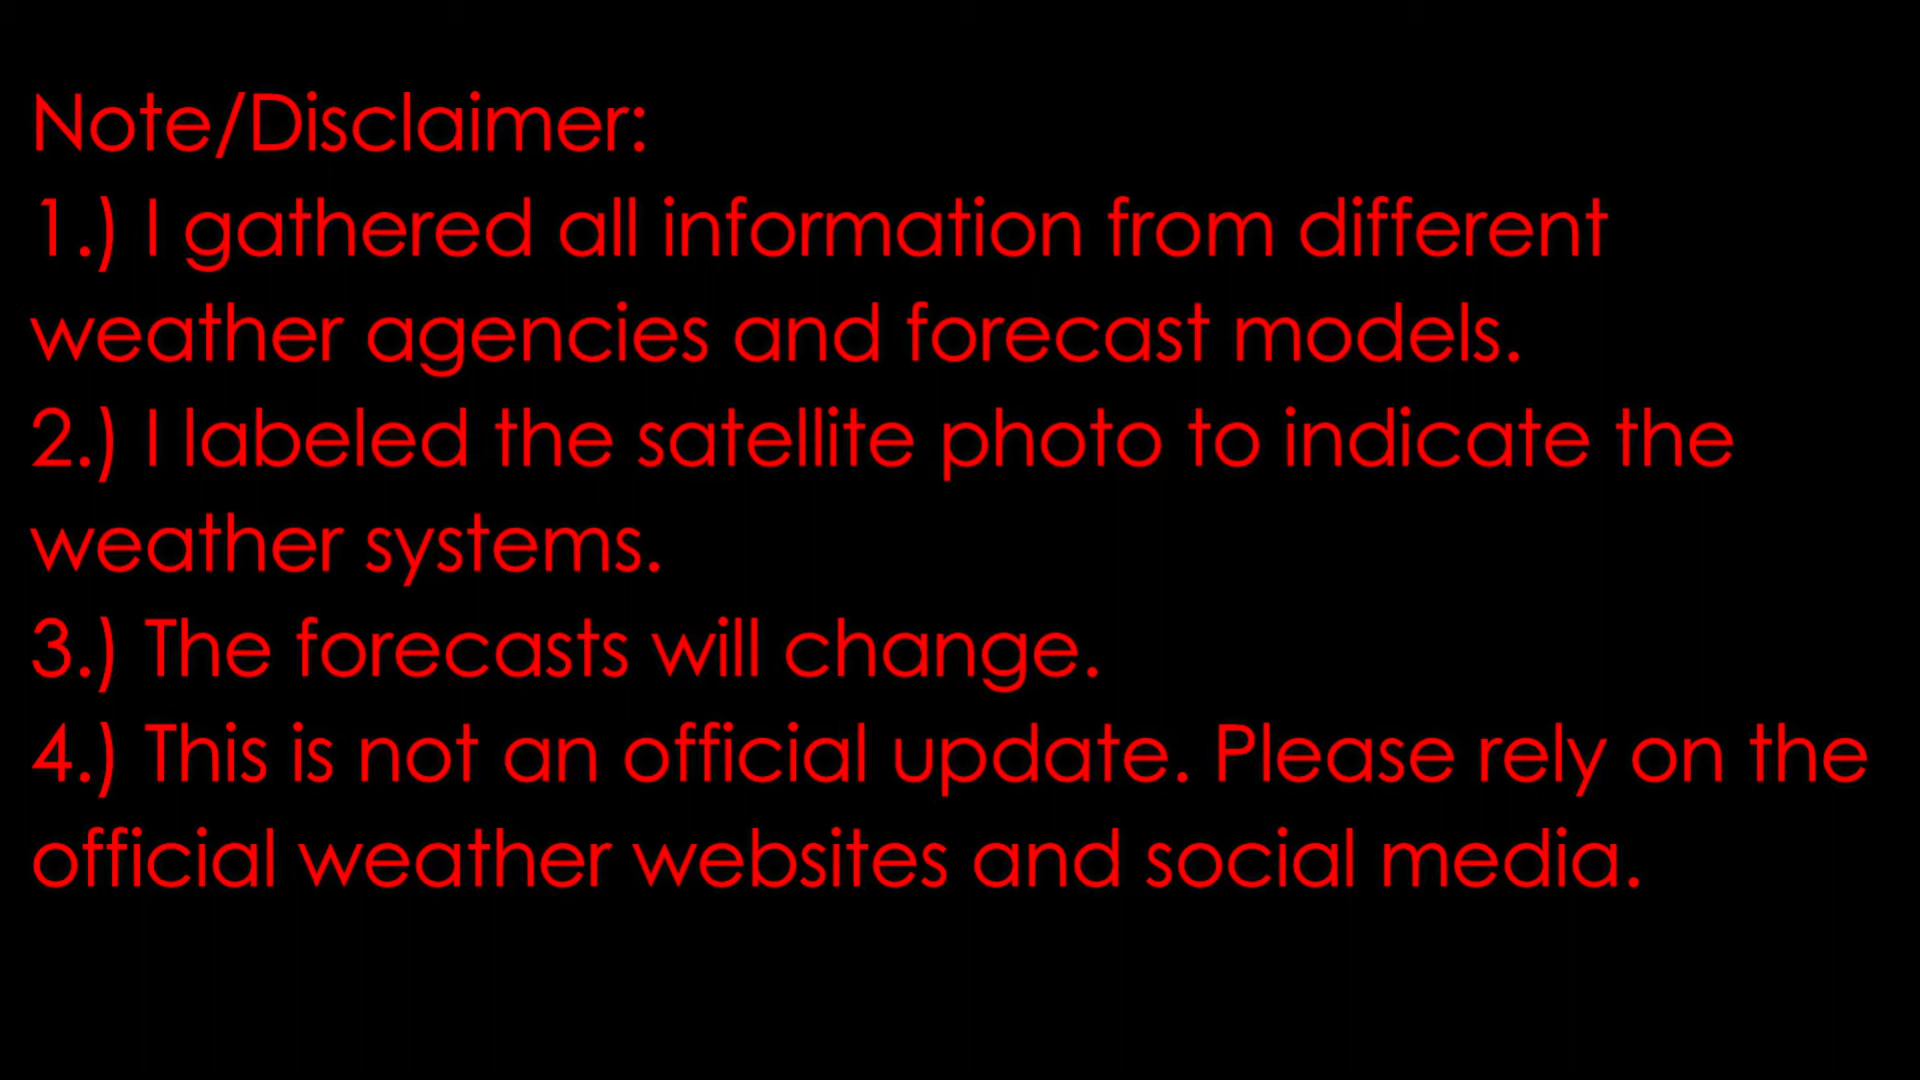 Note/Disclaimer:
1.) I gathered all information from different
weather agencies and forecast models.
2.) I labeled the satellite photo to indicate the
weather systems.
3.) The forecasts will change.
4.) This is not an official update. Please rely on the
official weather websites and social media.